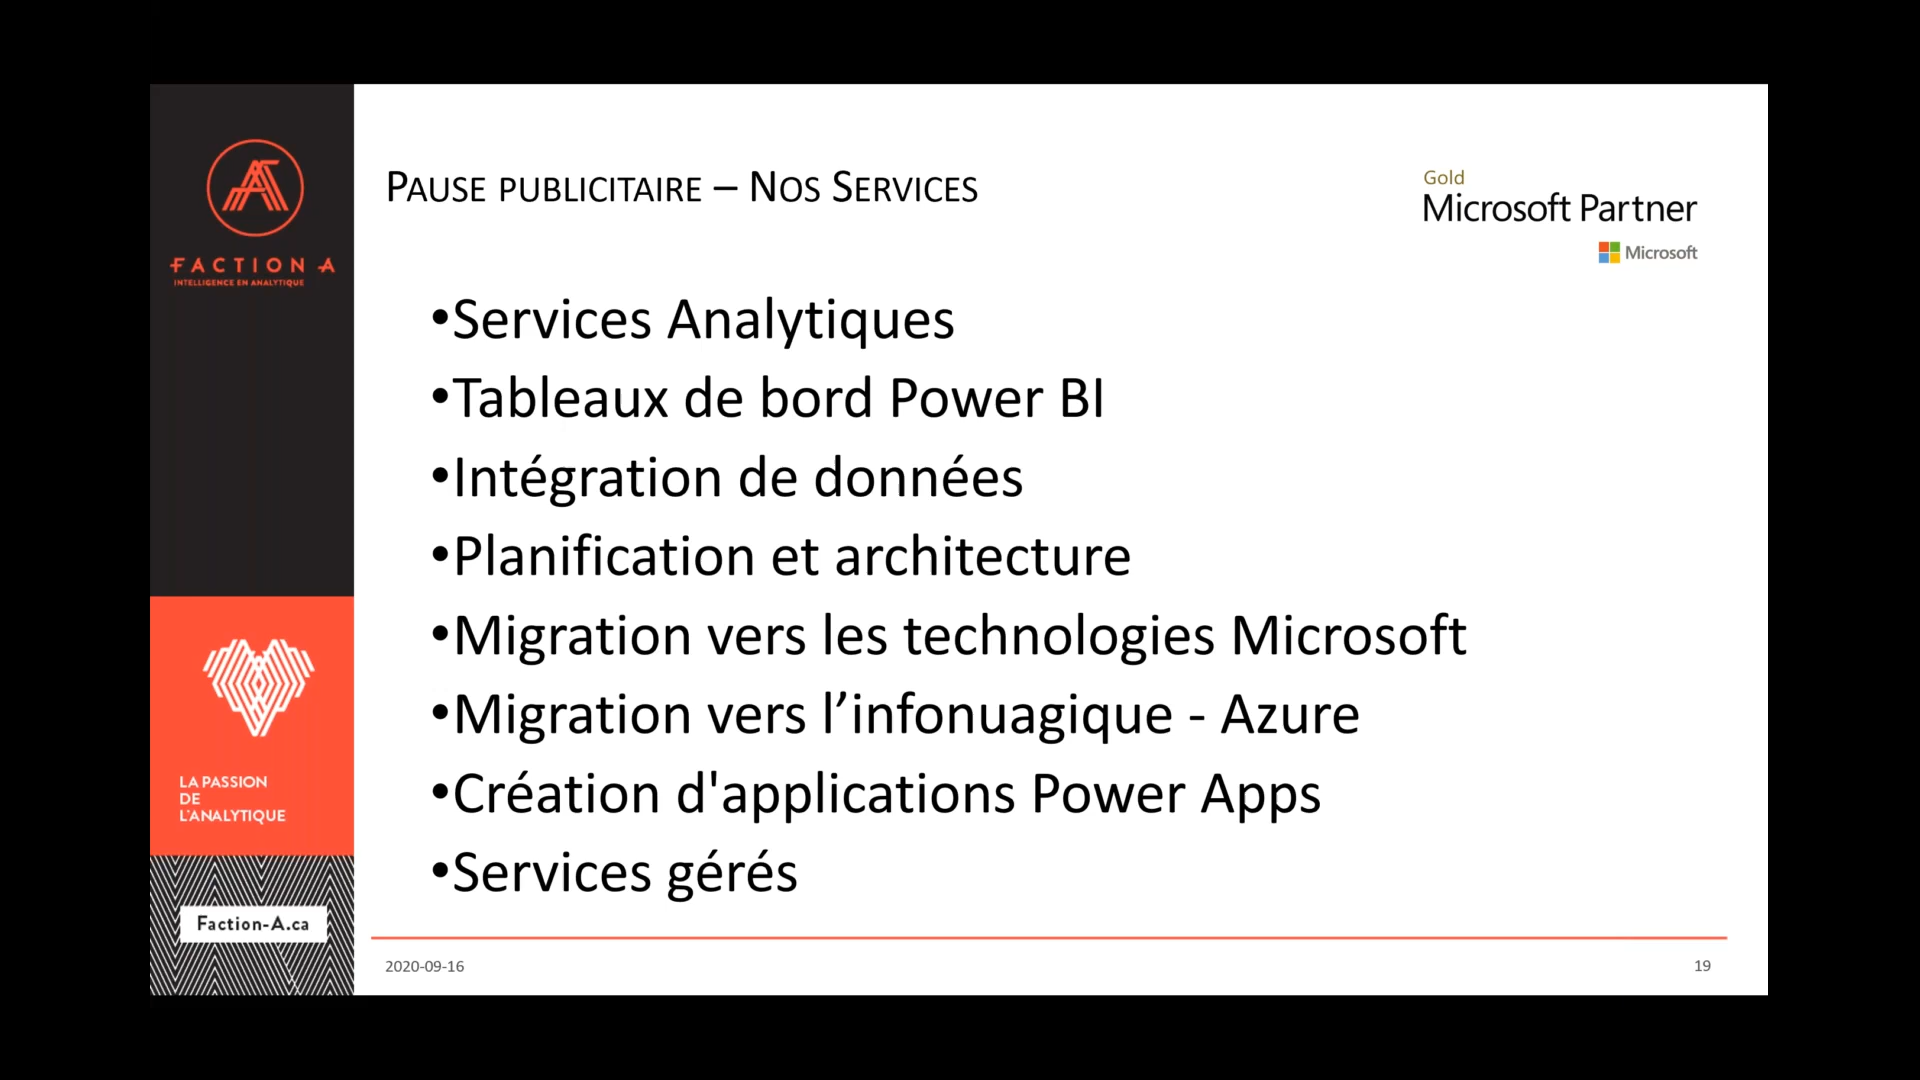 FACTION A
INTELLIGENCE EN ANALYTIQUE
LA PASSION
DE
L'ANALYTIQUE
Faction-A.ca
Pause publicitaire – Nos Services
Gold
Microsoft Partner
Microsoft
•Services Analytiques
•Tableaux de bord Power BI
•Intégration de données
•Planification et architecture
•Migration vers les technologies Microsoft
•Migration vers l’infonuagique - Azure
•Création d'applications Power Apps
•Services gérés
2020-09-16
19